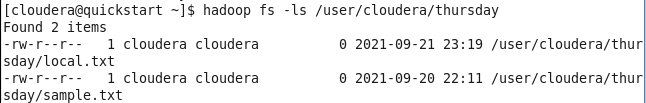 [cloudera@quickstart ~]$ hadoop fs -ls /user/cloudera/thursday
Found 2 items
-rw-r--r--   1 cloudera cloudera          0 2021-09-21 23:19 /user/cloudera/thur
sday/local.txt
-rw-r--r--   1 cloudera cloudera          0 2021-09-20 22:11 /user/cloudera/thur
sday/sample.txt